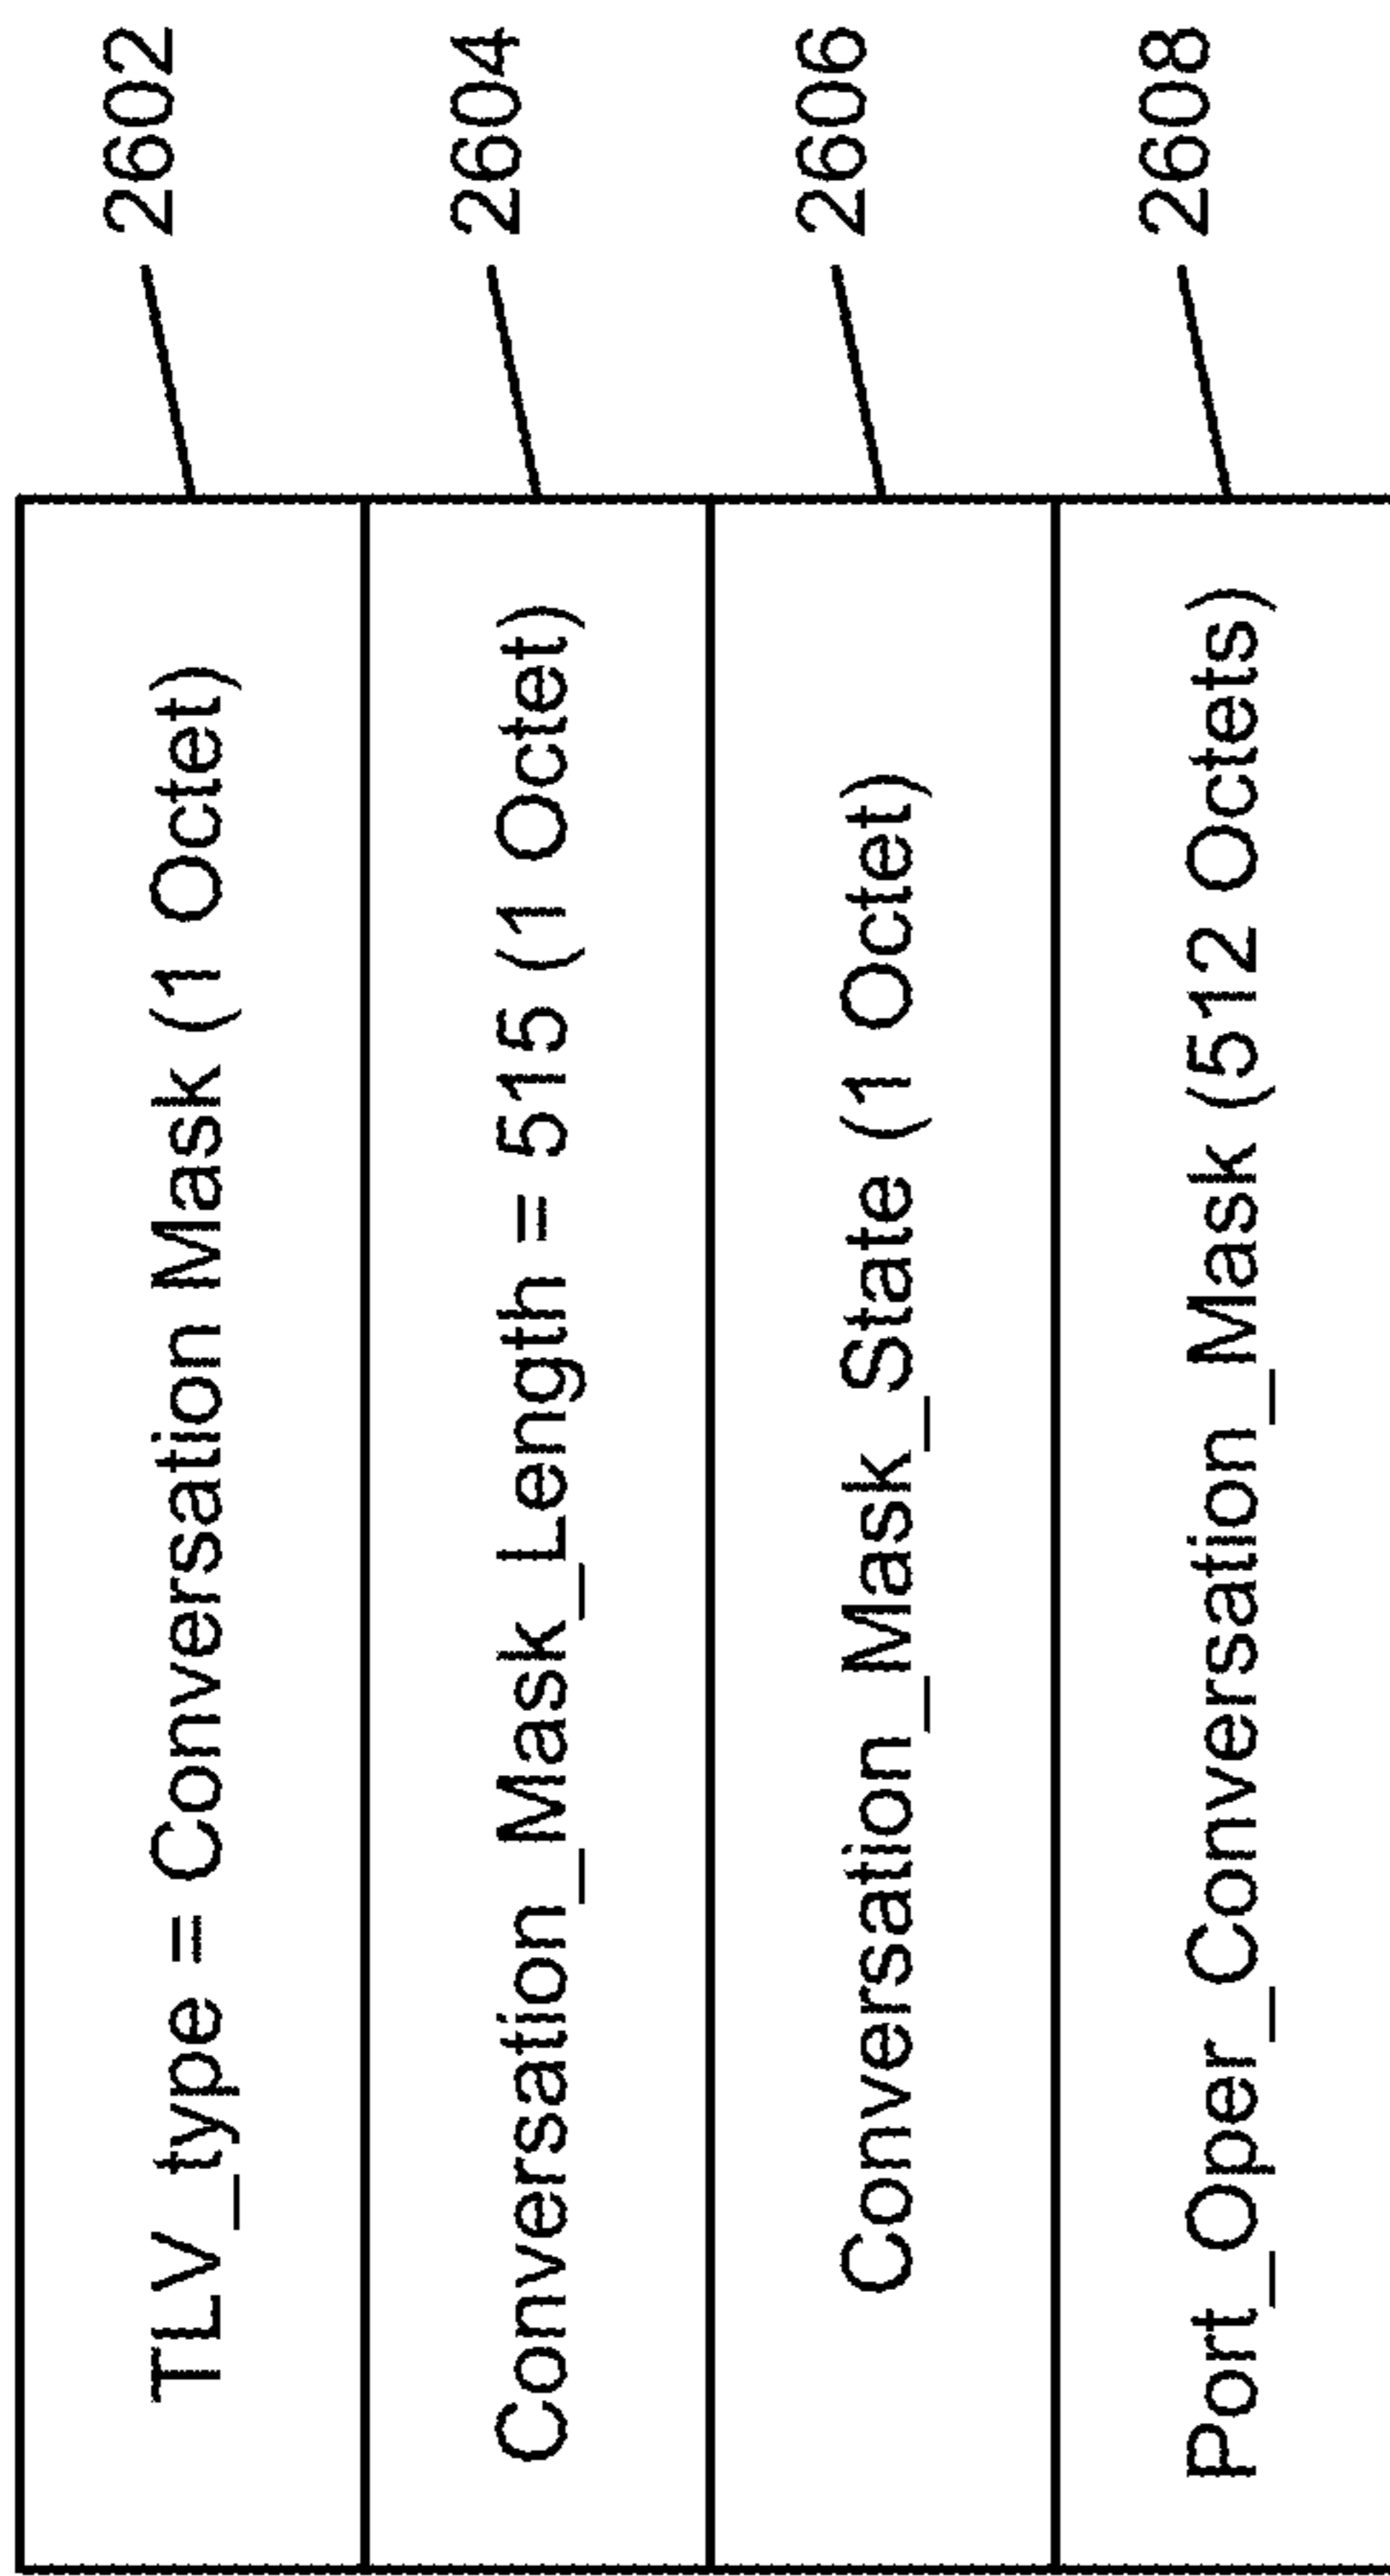 TLV_type = Conversation Mask (1 Octet) 2602
Conversation_Mask_Length = 515 (1 Octet) 2604
Conversation_Mask_State (1 Octet) 2606
Port_Oper_Conversation_Mask (512 Octets) 2608